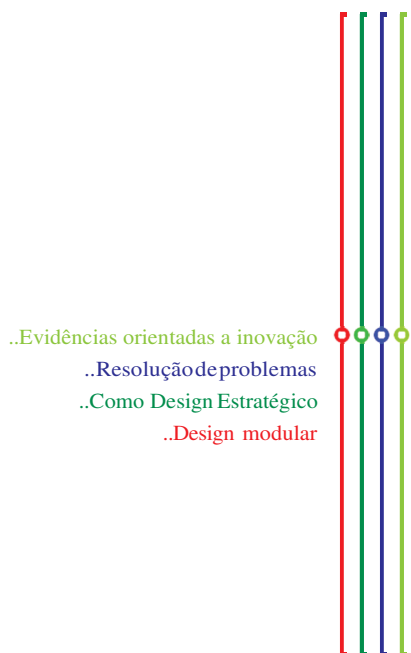 ..Evidências orientadas a inovação
..Resolução de problemas
..Como Design Estratégico
..Design modular